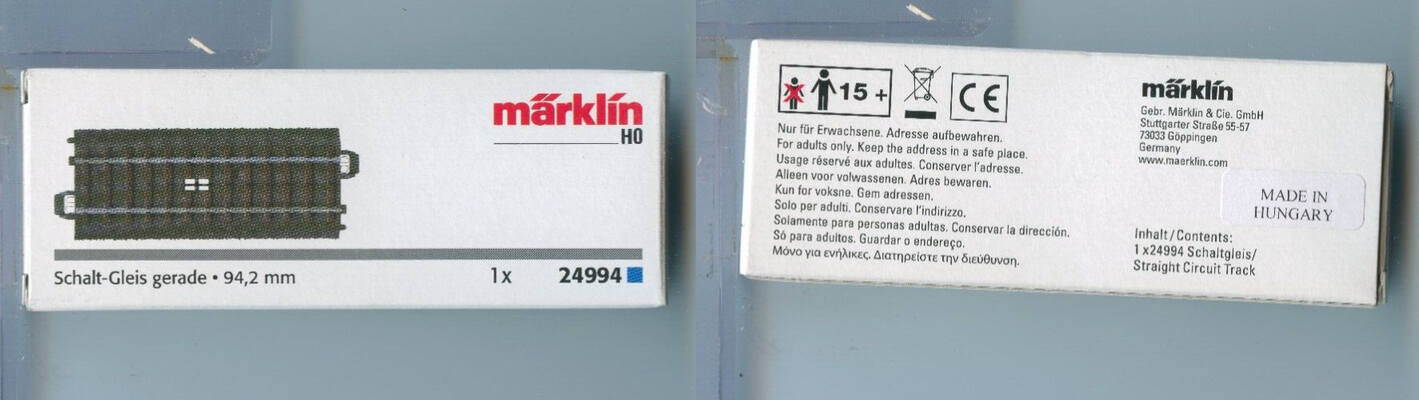 märklin
H0
Schalt-Gleis gerade • 94,2 mm
1x
24994
15 +
CE
Nur für Erwachsene. Adresse aufbewahren.
For adults only. Keep the address in a safe place.
Usage réservé aux adultes. Conserver l'adresse.
Alleen voor volwassenen. Adres bewaren.
Kun for voksne. Gem adressen.
Solo per adulti. Conservare l'indirizzo.
Solamente para personas adultas. Conservar la dirección.
Só para adultos. Guardar o endereço.
Μόνο για ενήλικες. Διατηρείστε την διεύθυνση.
märklin
Gebr. Märklin & Cie. GmbH
Stuttgarter Straße 55-57
73033 Göppingen
Germany
www.maerklin.com
MADE IN
HUNGARY
Inhalt/Contents:
1 x24994 Schaltgleis/
Straight Circuit Track